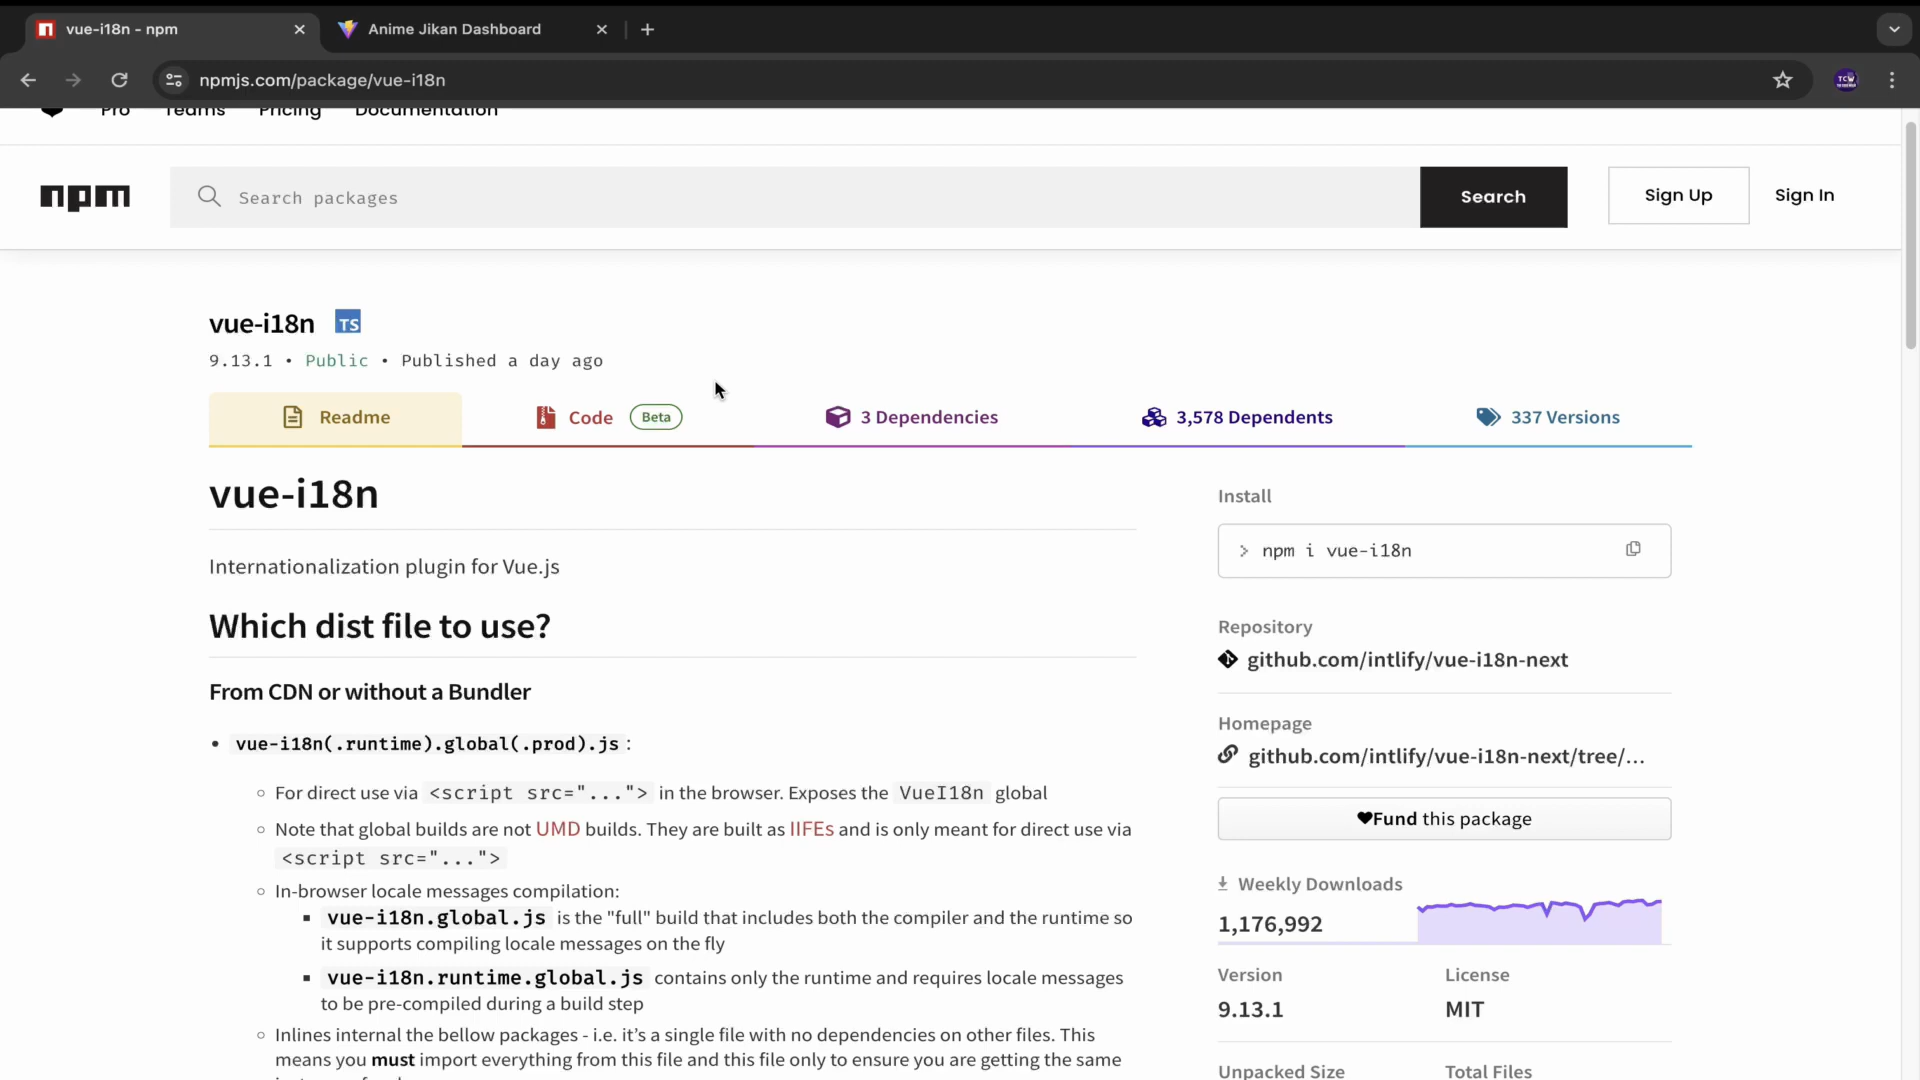 vue-i18n - npm
Anime Jikan Dashboard
npmjs.com/package/vue-i18n
TCW
Pro Teams Pricing Documentation
npm
Search packages
Search
Sign Up
Sign In
vue-i18n TS
9.13.1 • Public • Published a day ago
Readme
Code Beta
3 Dependencies
3,578 Dependents
337 Versions
vue-i18n
Internationalization plugin for Vue.js
Which dist file to use?
From CDN or without a Bundler
• vue-i18n(.runtime).global(.prod).js :
For direct use via <script src="..."> in the browser. Exposes the VueI18n global
Note that global builds are not UMD builds. They are built as IIFEs and is only meant for direct use via
<script src="...">
In-browser locale messages compilation:
vue-i18n.global.js is the "full" build that includes both the compiler and the runtime so
it supports compiling locale messages on the fly
vue-i18n.runtime.global.js contains only the runtime and requires locale messages
to be pre-compiled during a build step
Inlines internal the bellow packages - i.e. it's a single file with no dependencies on other files. This
means you must import everything from this file and this file only to ensure you are getting the same
Install
> npm i vue-i18n
Repository
github.com/intlify/vue-i18n-next
Homepage
github.com/intlify/vue-i18n-next/tree/...
♥Fund this package
Weekly Downloads
1,176,992
Version
License
9.13.1
MIT
Unpacked Size
Total Files